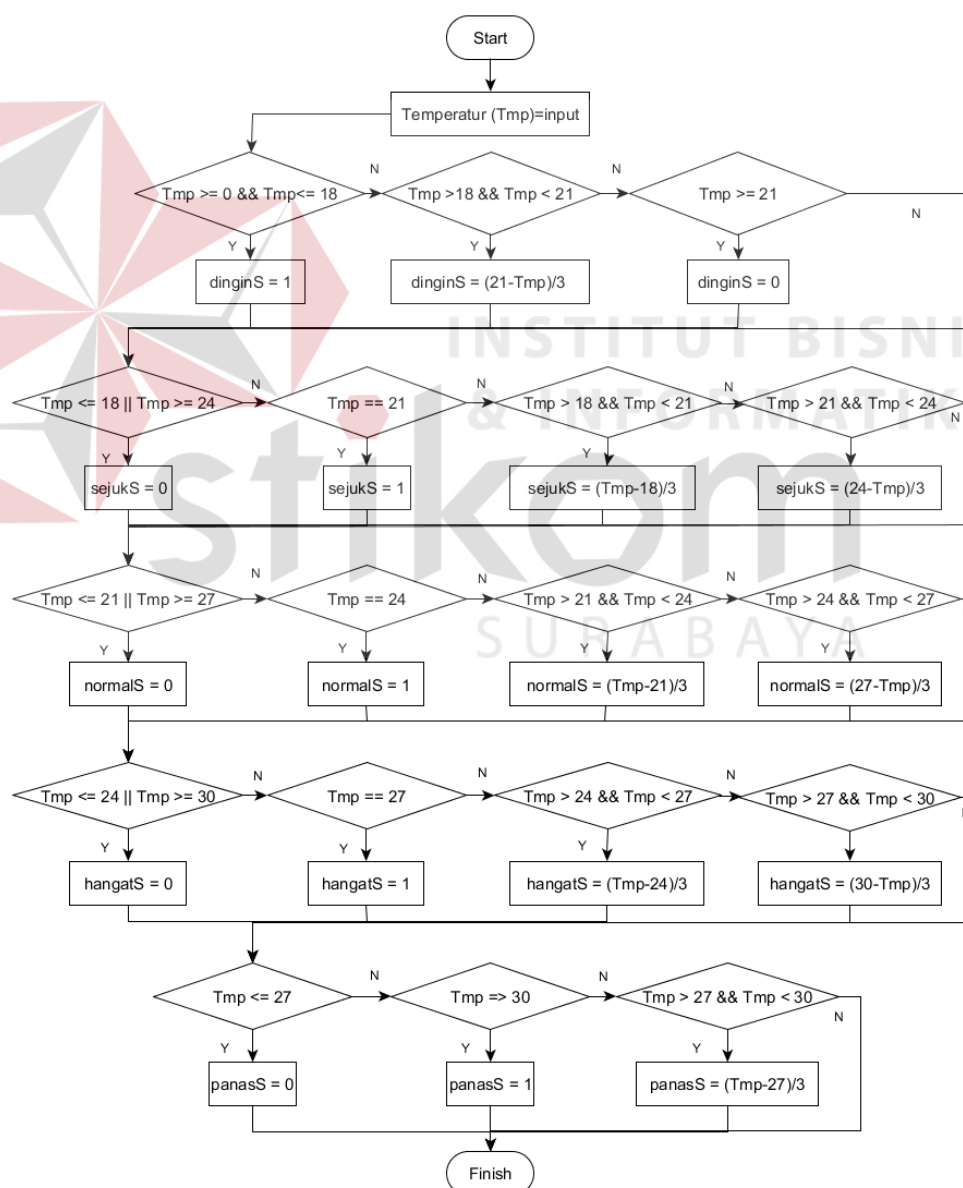 Start
Temperatur (Tmp)=input
Tmp >= 0 && Tmp<= 18
N
Tmp >18 && Tmp < 21
N
Tmp >= 21
N
Y
Y
Y
dinginS = 1
dinginS = (21-Tmp)/3
dinginS = 0
INSTITUT BISNI
& INFORMATIK
stikom
SURABAYA
Tmp <= 18 || Tmp >= 24
N
Tmp == 21
N
Tmp > 18 && Tmp < 21
N
Tmp > 21 && Tmp < 24
N
Y
Y
Y
sejukS = 0
sejukS = 1
sejukS = (Tmp-18)/3
sejukS = (24-Tmp)/3
Tmp <= 21 || Tmp >= 27
N
Tmp == 24
N
Tmp > 21 && Tmp < 24
N
Tmp > 24 && Tmp < 27
Y
Y
Y
Y
normalS = 0
normalS = 1
normalS = (Tmp-21)/3
normalS = (27-Tmp)/3
Tmp <= 24 || Tmp >= 30
N
Tmp == 27
N
Tmp > 24 && Tmp < 27
N
Tmp > 27 && Tmp < 30
Y
Y
Y
hangatS = 0
hangatS = 1
hangatS = (Tmp-24)/3
hangatS = (30-Tmp)/3
Tmp <= 27
N
Tmp => 30
N
Tmp > 27 && Tmp < 30
N
Y
Y
Y
panasS = 0
panasS = 1
panasS = (Tmp-27)/3
Finish